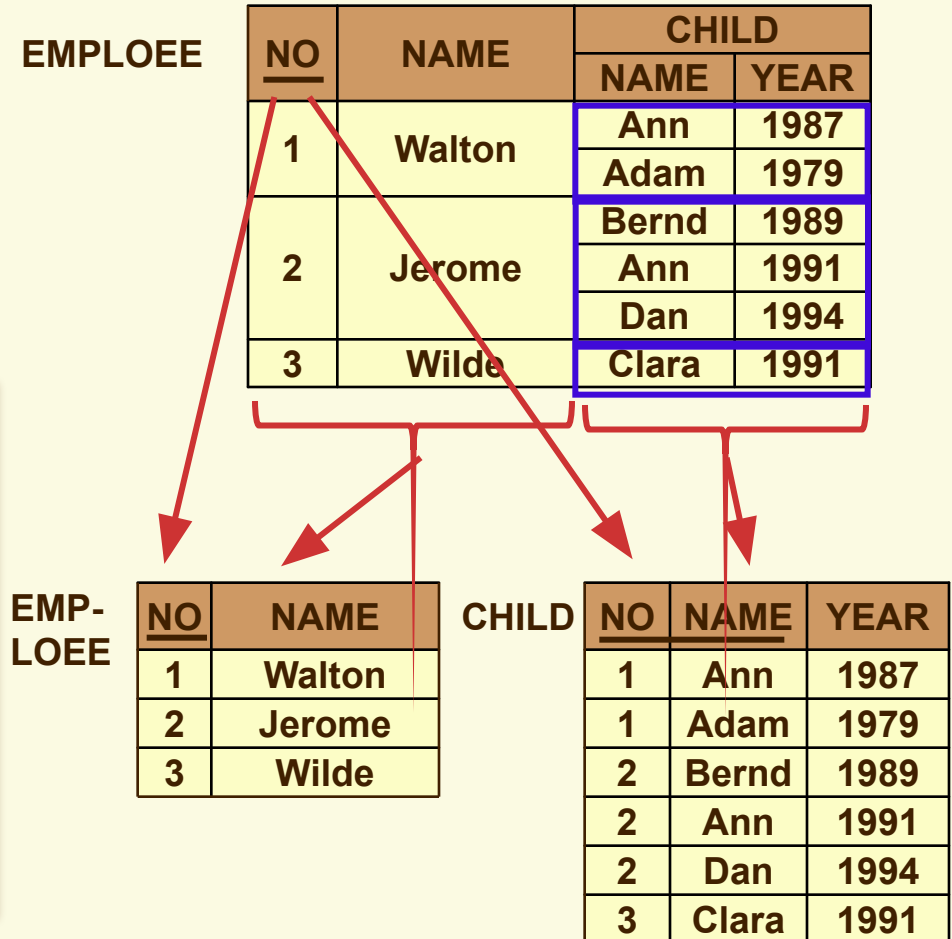 EMPLOEE
NO NAME CHILD
NAME YEAR
1 Walton Ann 1987
Adam 1979
2 Jerome Bernd 1989
Ann 1991
Dan 1994
3 Wilde Clara 1991
EMP-
LOEE
NO NAME
1 Walton
2 Jerome
3 Wilde
CHILD
NO NAME YEAR
1 Ann 1987
1 Adam 1979
2 Bernd 1989
2 Ann 1991
2 Dan 1994
3 Clara 1991